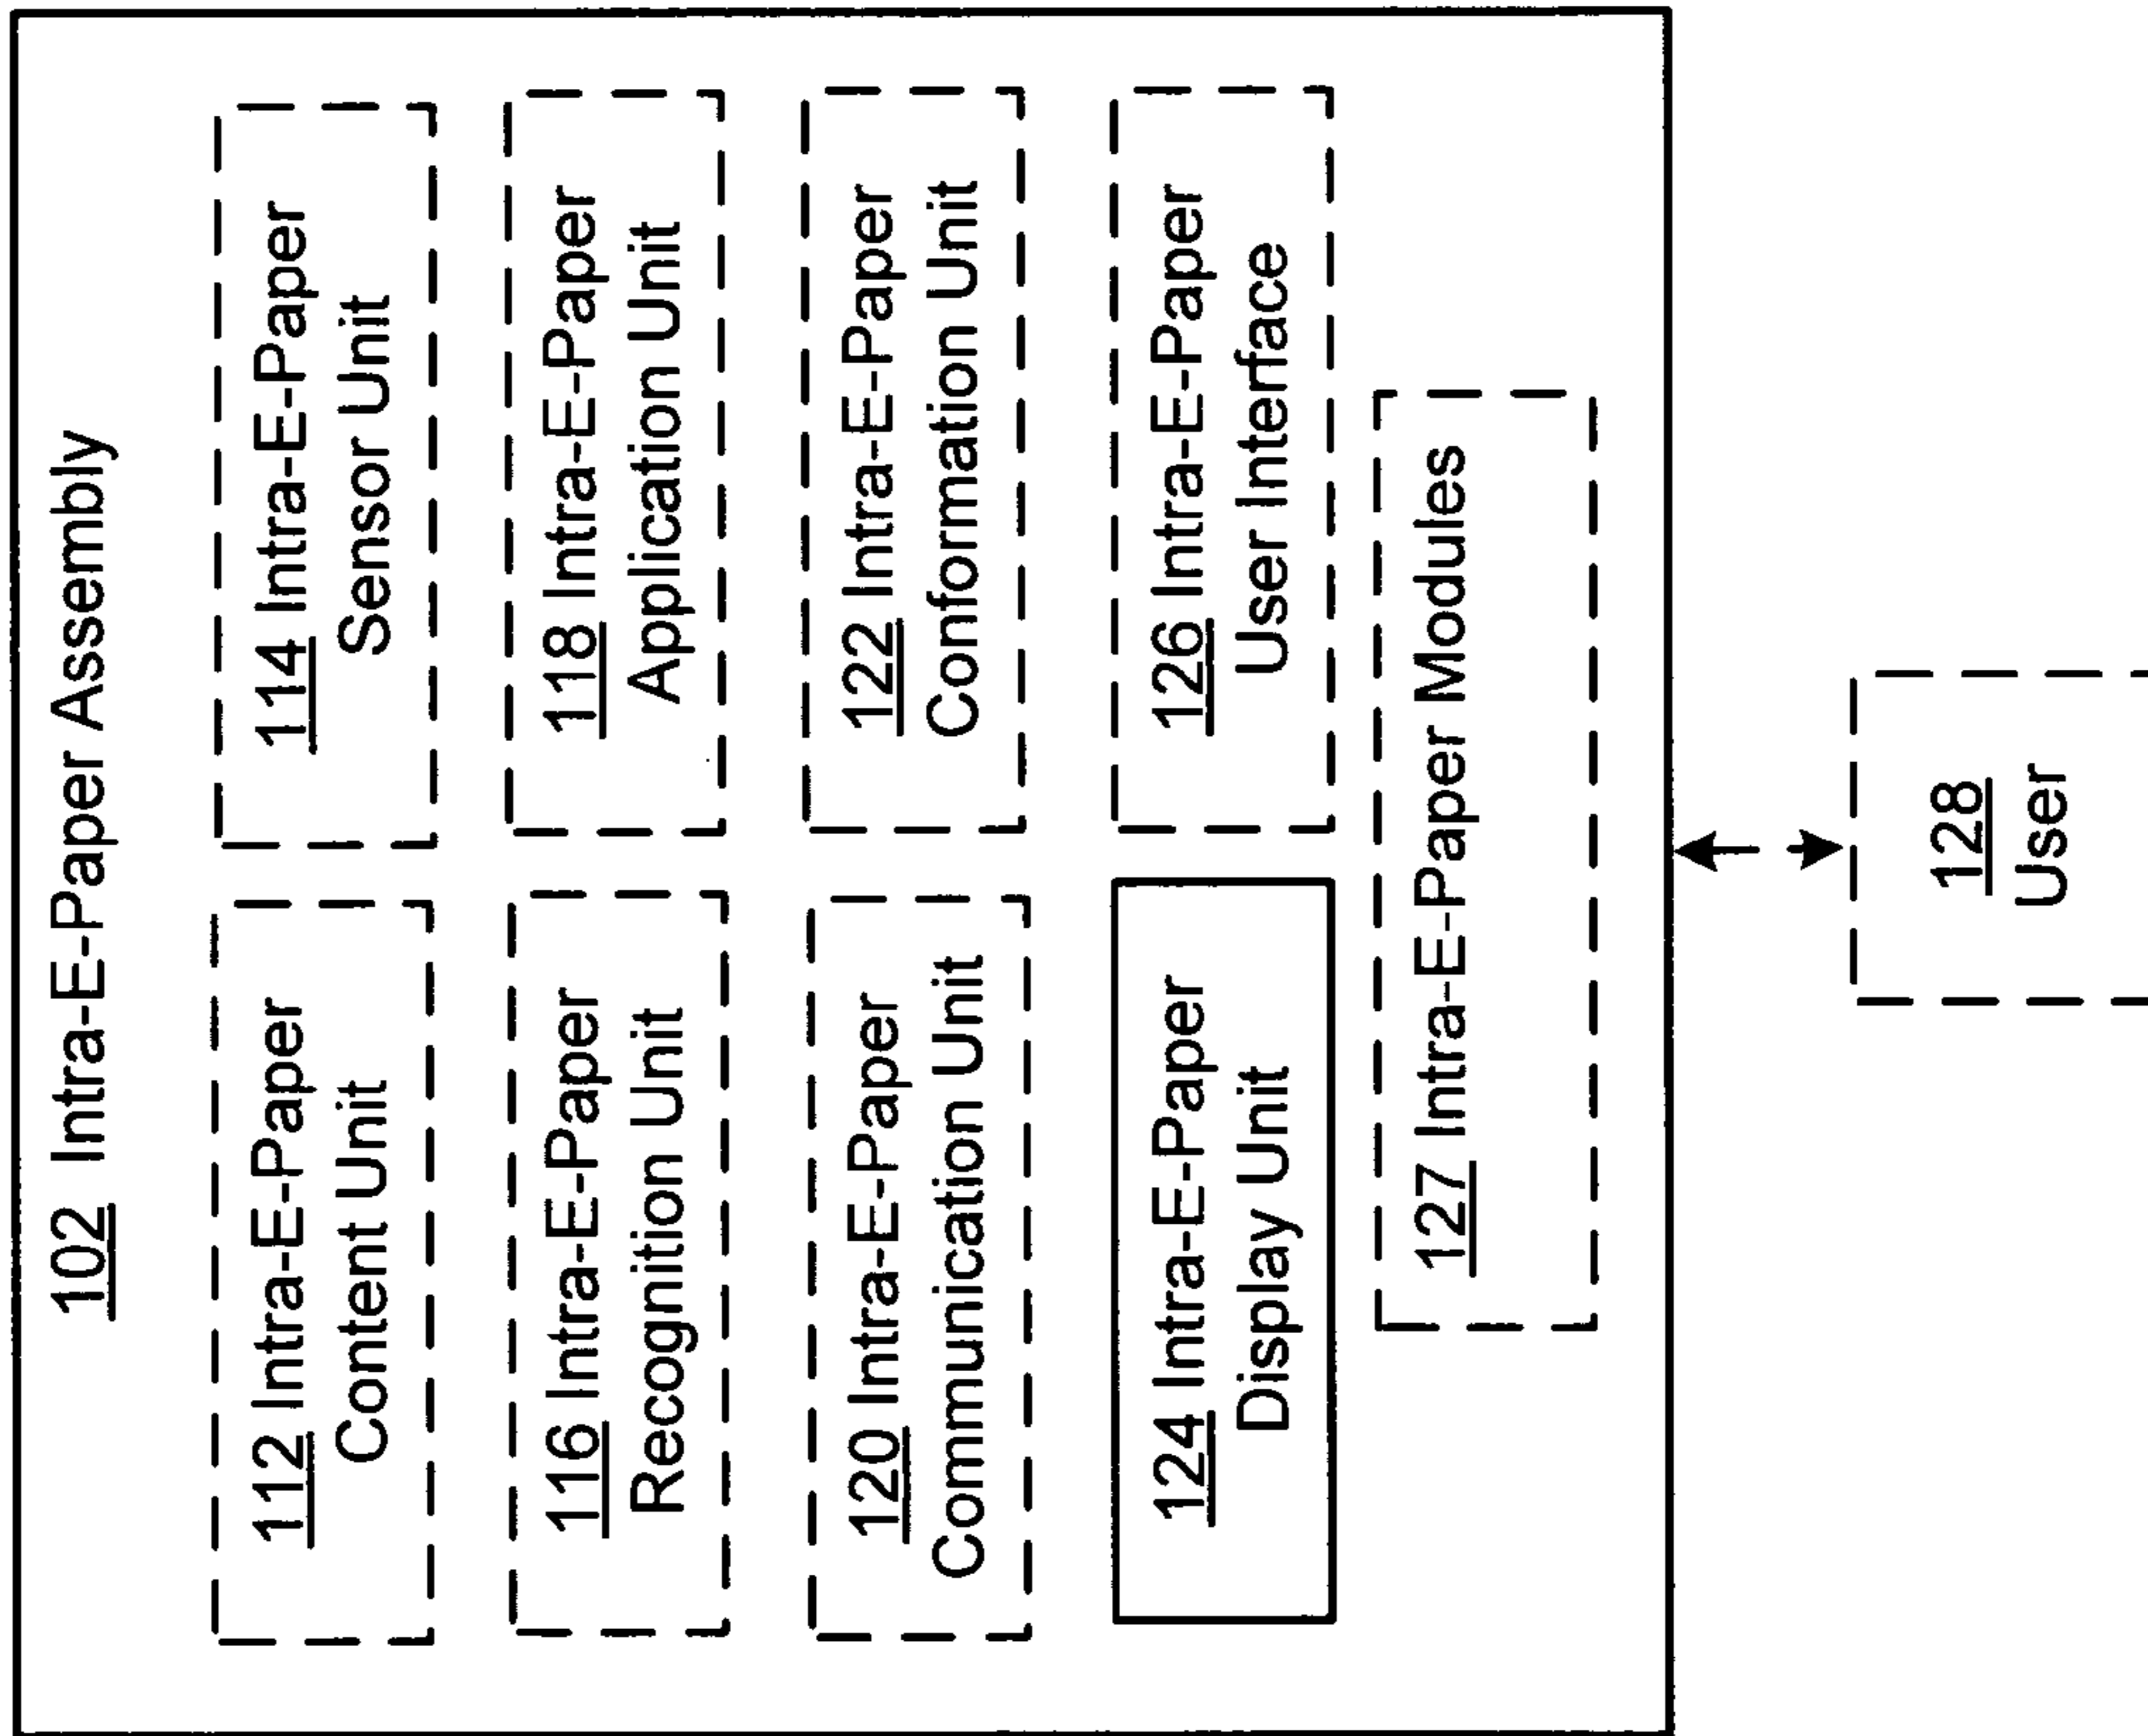 102 Intra-E-Paper Assembly
112 Intra-E-Paper
Content Unit
114 Intra-E-Paper
Sensor Unit
116 Intra-E-Paper
Recognition Unit
118 Intra-E-Paper
Application Unit
120 Intra-E-Paper
Communication Unit
122 Intra-E-Paper
Conformation Unit
124 Intra-E-Paper
Display Unit
126 Intra-E-Paper
User Interface
127 Intra-E-Paper Modules
128
User